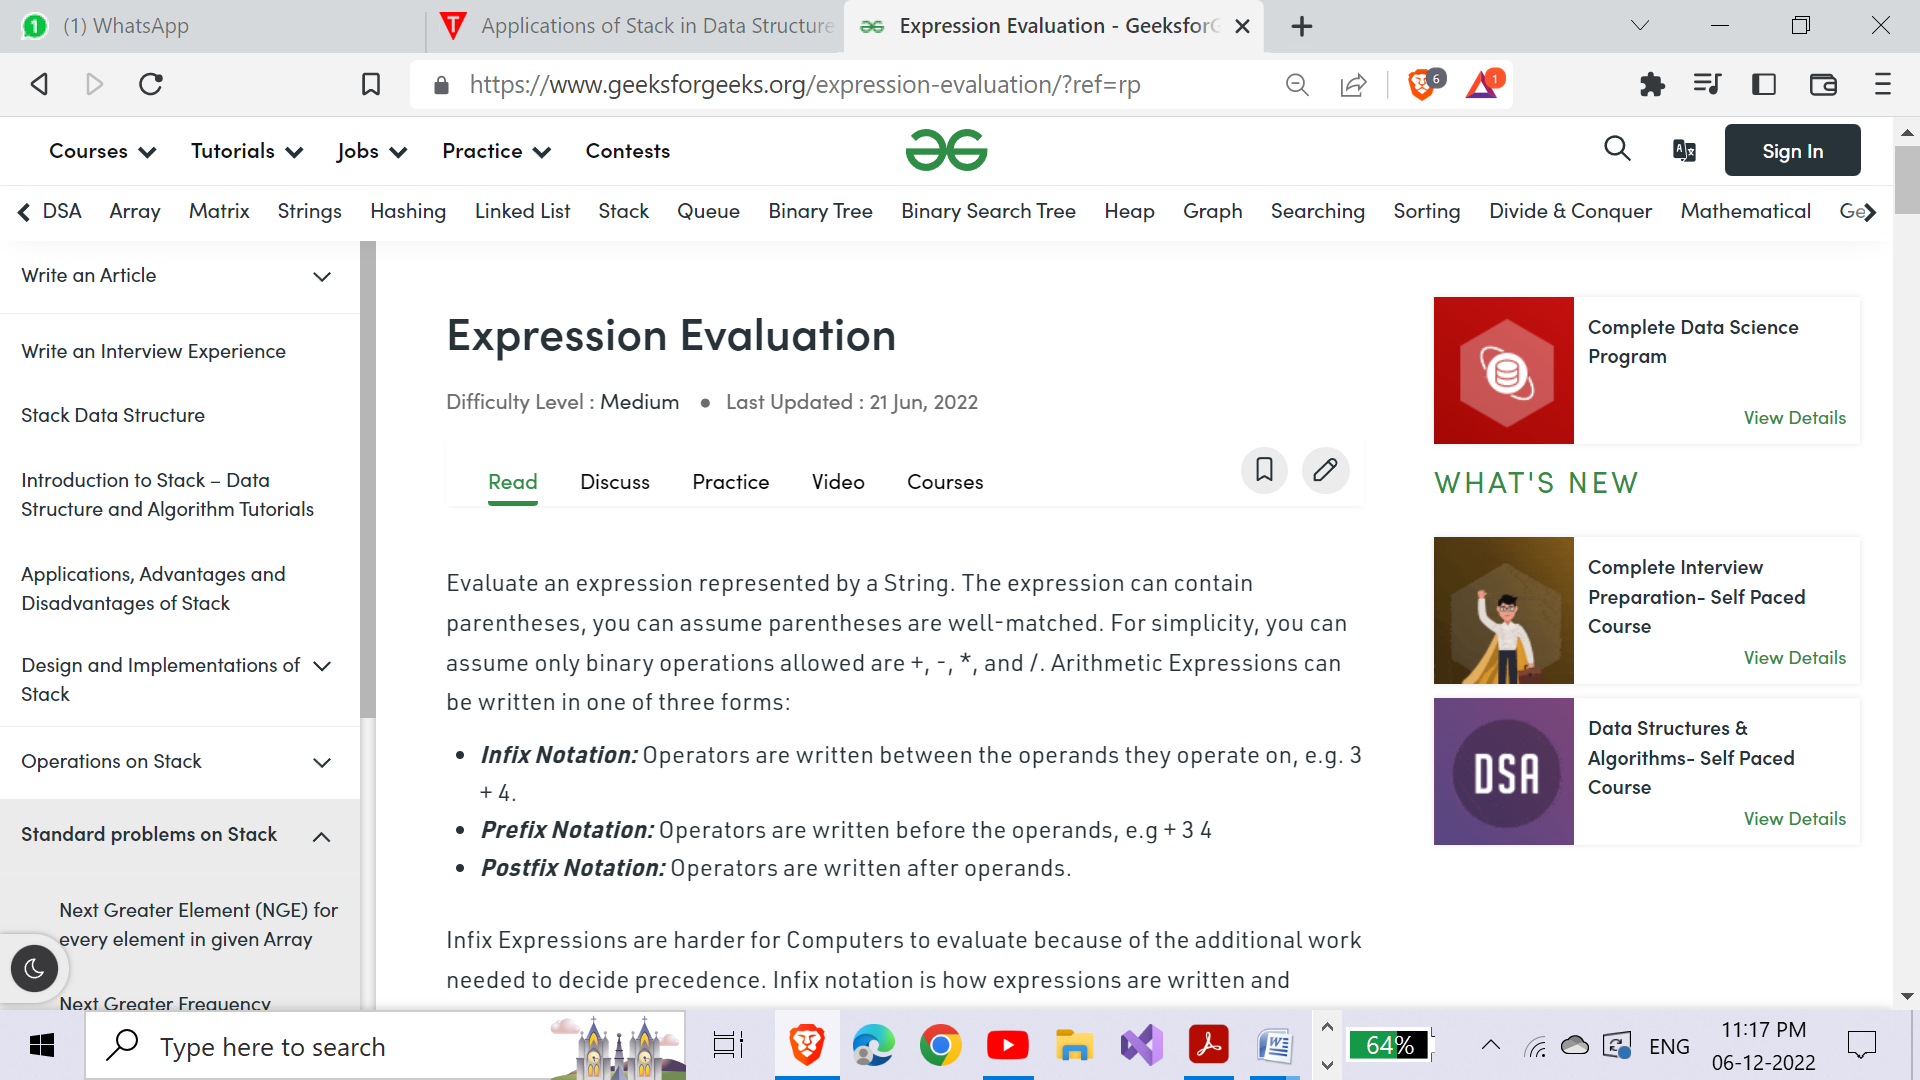 (1) WhatsApp
Applications of Stack in Data Structure
Expression Evaluation - Geeksfor
https://www.geeksforgeeks.org/expression-evaluation/?ref=rp
6
1
Courses
Tutorials
Jobs
Practice
Contests
Sign In
DSA
Array
Matrix
Strings
Hashing
Linked List
Stack
Queue
Binary Tree
Binary Search Tree
Heap
Graph
Searching
Sorting
Divide & Conquer
Mathematical
Ge
Write an Article
Write an Interview Experience
Stack Data Structure
Introduction to Stack – Data
Structure and Algorithm Tutorials
Applications, Advantages and
Disadvantages of Stack
Design and Implementations of
Stack
Operations on Stack
Standard problems on Stack
Next Greater Element (NGE) for
every element in given Array
Next Greater Frequency
Expression Evaluation
Difficulty Level : Medium ● Last Updated : 21 Jun, 2022
Read
Discuss
Practice
Video
Courses
Evaluate an expression represented by a String. The expression can contain
parentheses, you can assume parentheses are well-matched. For simplicity, you can
assume only binary operations allowed are +, -, *, and /. Arithmetic Expressions can
be written in one of three forms:
• Infix Notation: Operators are written between the operands they operate on, e.g. 3
+ 4.
• Prefix Notation: Operators are written before the operands, e.g + 3 4
• Postfix Notation: Operators are written after operands.
Infix Expressions are harder for Computers to evaluate because of the additional work
needed to decide precedence. Infix notation is how expressions are written and
Complete Data Science
Program
View Details
WHAT'S NEW
Complete Interview
Preparation- Self Paced
Course
View Details
DSA
Data Structures &
Algorithms- Self Paced
Course
View Details
Type here to search
64%
ENG
11:17 PM
06-12-2022